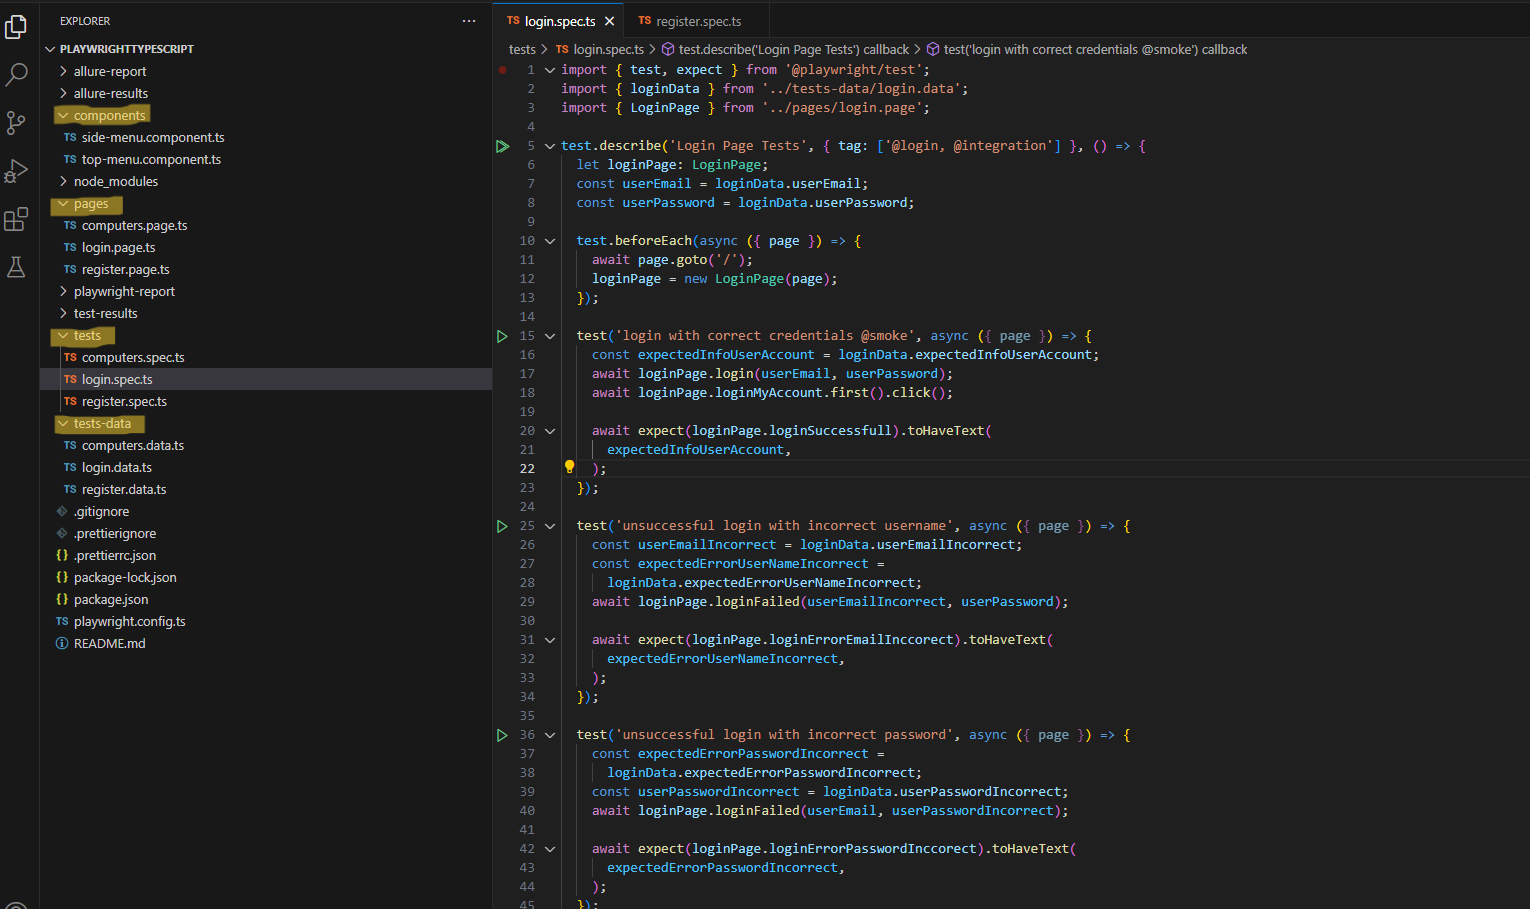 EXPLORER
PLAYWRIGHTTYPESCRIPT
allure-report
allure-results
components
TS side-menu.component.ts
TS top-menu.component.ts
node_modules
pages
TS computers.page.ts
TS login.page.ts
TS register.page.ts
playwright-report
test-results
tests
TS computers.spec.ts
TS login.spec.ts
TS register.spec.ts
tests-data
TS computers.data.ts
TS login.data.ts
TS register.data.ts
.gitignore
.prettierignore
{} .prettierrc.json
{} package-lock.json
{} package.json
TS playwright.config.ts
README.md
TS login.spec.ts
TS register.spec.ts
tests > TS login.spec.ts > test.describe('Login Page Tests') callback > test('login with correct credentials @smoke') callback
1 import { test, expect } from '@playwright/test';
2 import { loginData } from '../tests-data/login.data';
3 import { LoginPage } from '../pages/login.page';
4
5 test.describe('Login Page Tests', { tag: ['@login, @integration'] }, () => {
6 let loginPage: LoginPage;
7 const userEmail = loginData.userEmail;
8 const userPassword = loginData.userPassword;
9
10 test.beforeEach(async ({ page }) => {
11 await page.goto('/');
12 loginPage = new LoginPage(page);
13 });
14
15 test('login with correct credentials @smoke', async ({ page }) => {
16 const expectedInfoUserAccount = loginData.expectedInfoUserAccount;
17 await loginPage.login(userEmail, userPassword);
18 await loginPage.loginMyAccount.first().click();
19
20 await expect(loginPage.loginSuccessfull).toHaveText(
21 expectedInfoUserAccount,
22 );
23 });
24
25 test('unsuccessful login with incorrect username', async ({ page }) => {
26 const userEmailIncorrect = loginData.userEmailIncorrect;
27 const expectedErrorUserNameIncorrect =
28 loginData.expectedErrorUserNameIncorrect;
29 await loginPage.loginFailed(userEmailIncorrect, userPassword);
30
31 await expect(loginPage.loginErrorEmailInccorect).toHaveText(
32 expectedErrorUserNameIncorrect,
33 );
34 });
35
36 test('unsuccessful login with incorrect password', async ({ page }) => {
37 const expectedErrorPasswordIncorrect =
38 loginData.expectedErrorPasswordIncorrect;
39 const userPasswordIncorrect = loginData.userPasswordIncorrect;
40 await loginPage.loginFailed(userEmail, userPasswordIncorrect);
41
42 await expect(loginPage.loginErrorPasswordInccorect).toHaveText(
43 expectedErrorPasswordIncorrect,
44 );
45 });